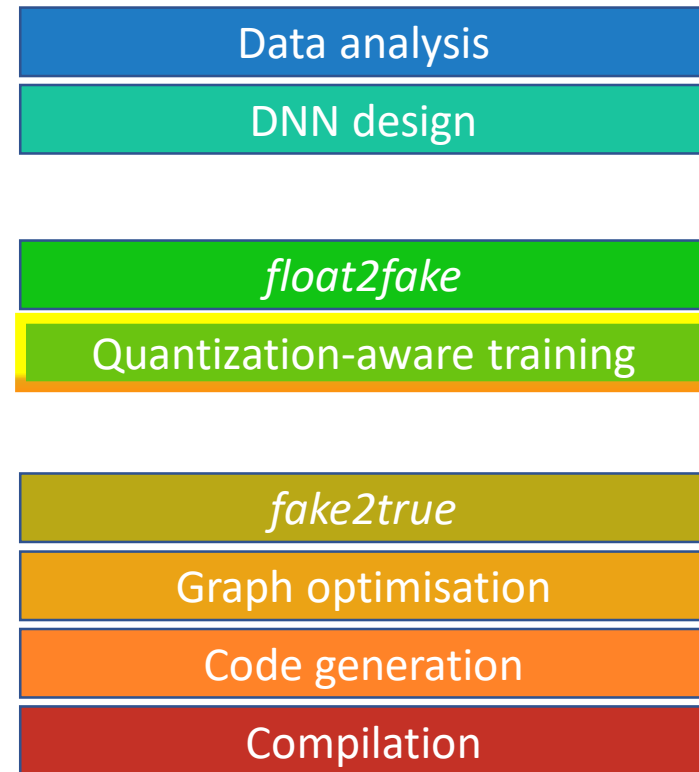 Data analysis
DNN design
float2fake
Quantization-aware training
fake2true
Graph optimisation
Code generation
Compilation